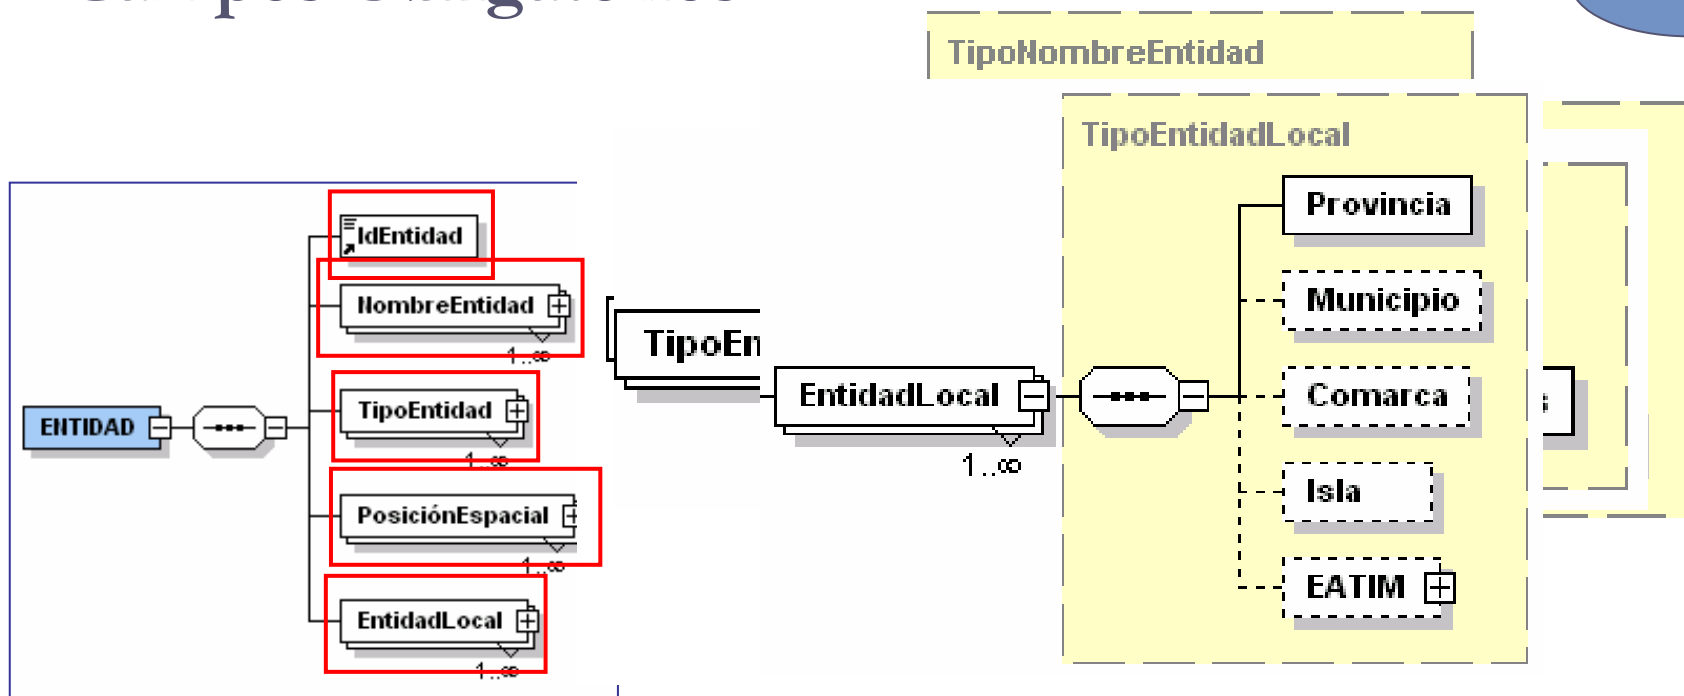 TipoNombreEntidad
TipoEntidadLocal
Provincia
Municipio
Comarca
Isla
EATIM
IdEntidad
NombreEntidad
1..∞
TipoEntidad
1..∞
ENTIDAD
PosiciónEspacial
1..∞
EntidadLocal
1..∞
TipoEn
EntidadLocal
1..∞